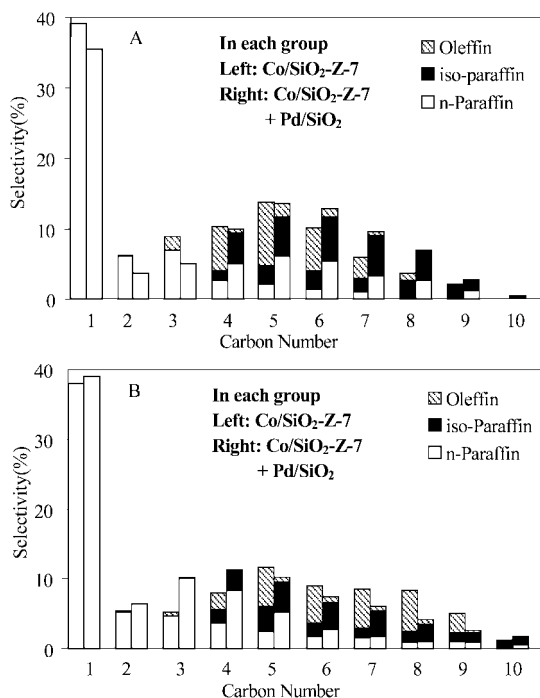 40
A
In each group
Left: Co/SiO2-Z-7
Right: Co/SiO2-Z-7
+ Pd/SiO2
Oleffin
iso-paraffin
n-Paraffin
30
20
10
0
Selectivity(%)
1 2 3 4 5 6 7 8 9 10
Carbon Number
40
B
In each group
Left: Co/SiO2-Z-7
Right: Co/SiO2-Z-7
+ Pd/SiO2
Oleffin
iso-Paraffin
n-Paraffin
30
20
10
0
Selectivity(%)
1 2 3 4 5 6 7 8 9 10
Carbon Number